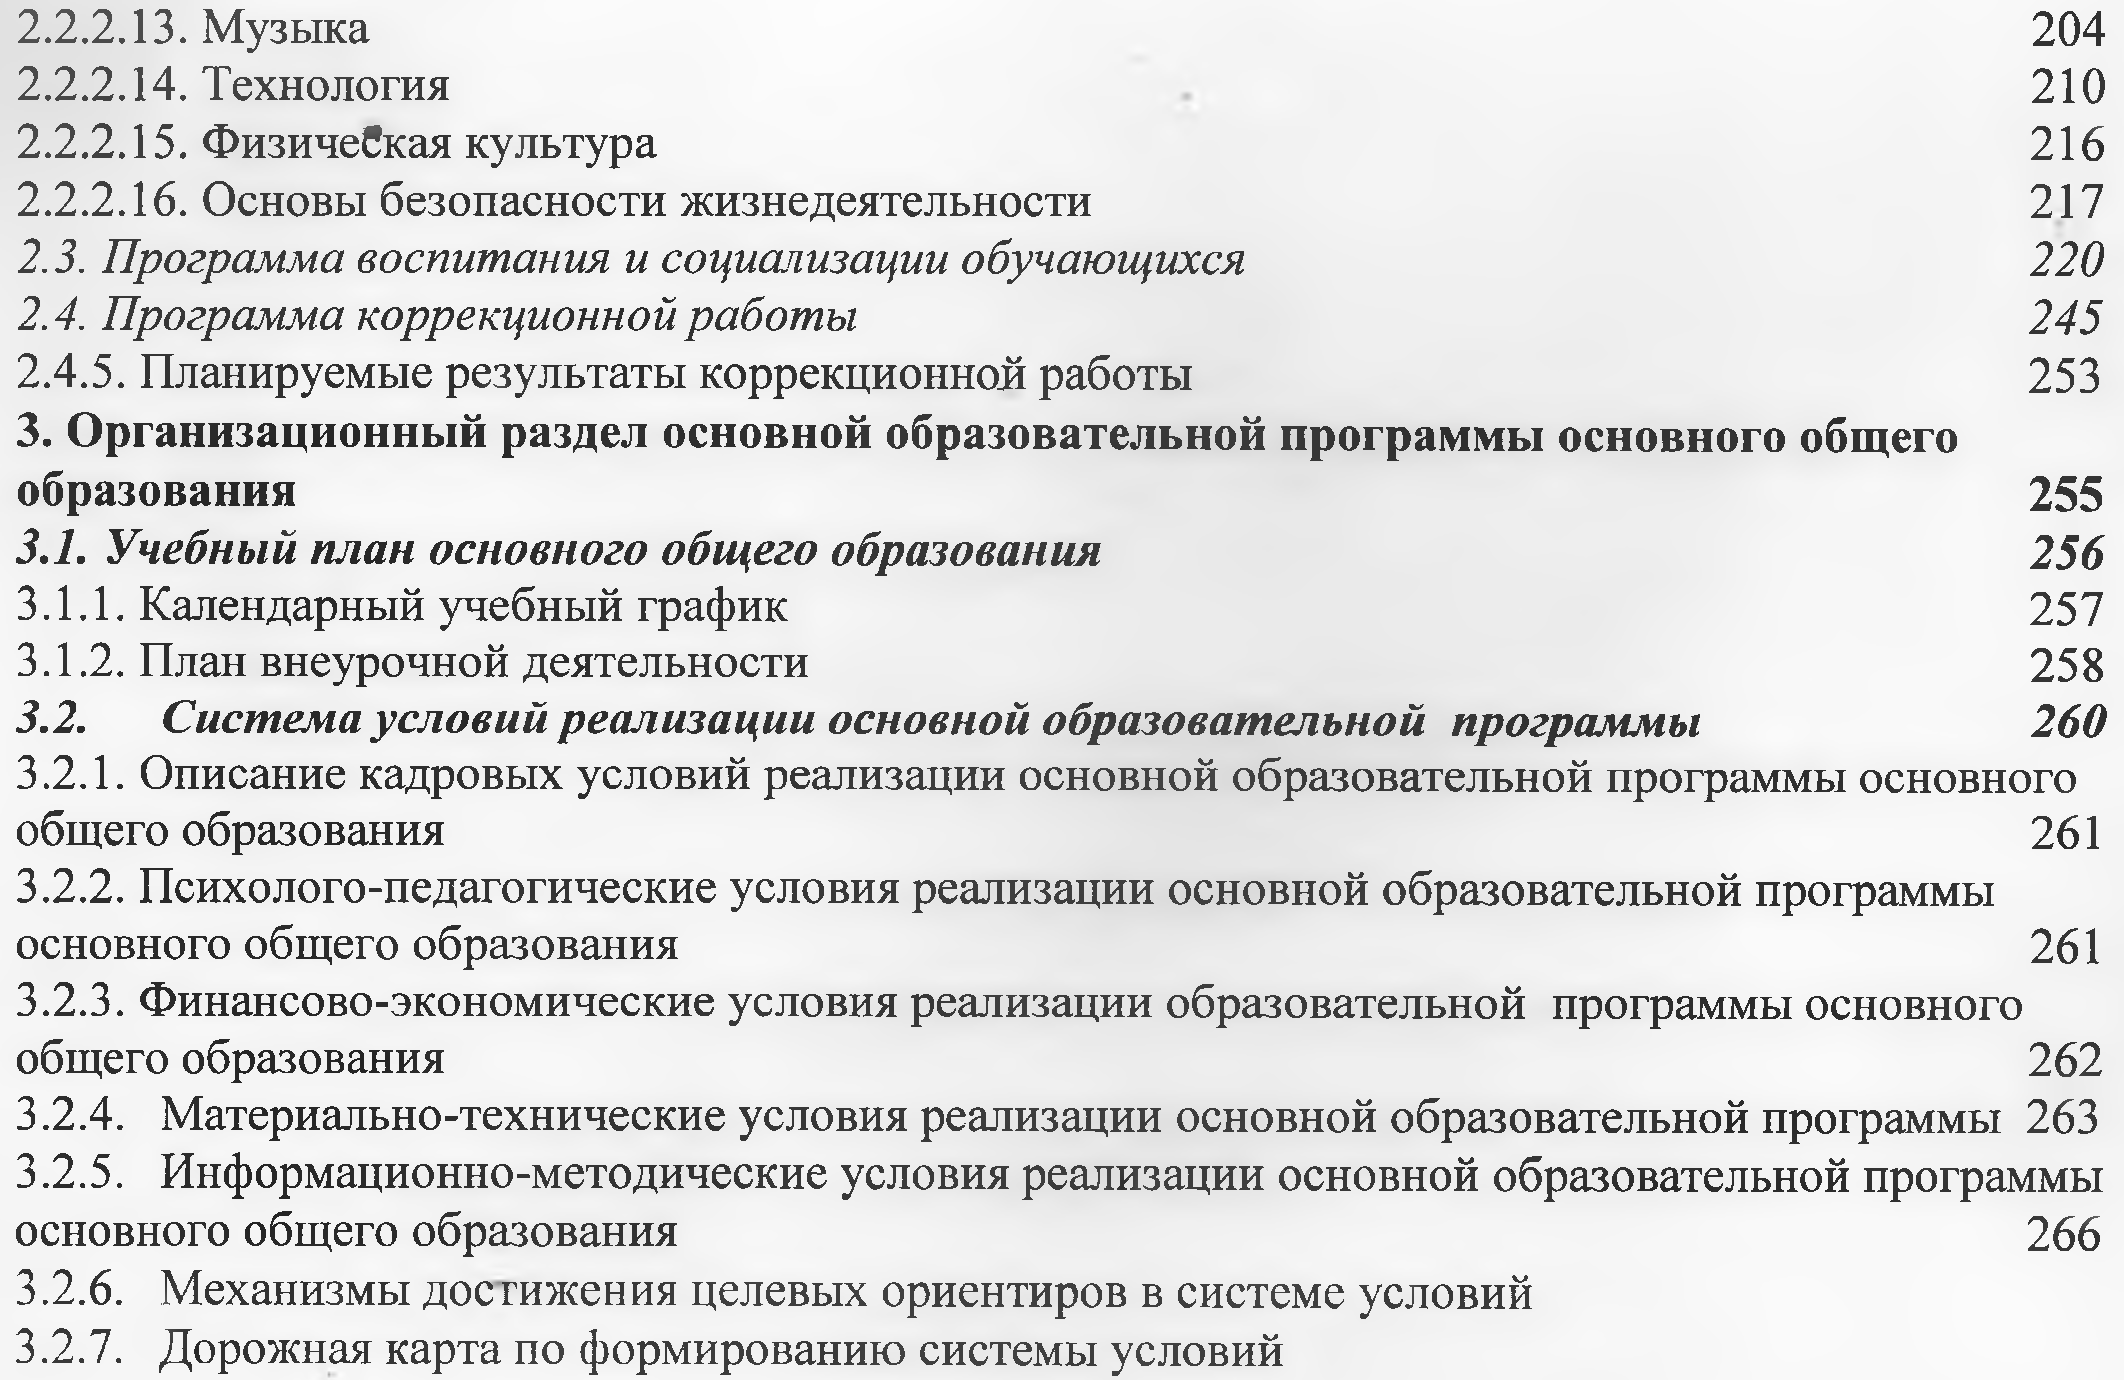 2.2.2.13. Музыка 204
2.2.2.14. Технология 210
2.2.2.15. Физическая культура 216
2.2.2.16. Основы безопасности жизнедеятельности 217
2.3. Программа воспитания и социализации обучающихся 220
2.4. Программа коррекционной работы 245
2.4.5. Планируемые результаты коррекционной работы 253
3. Организационный раздел основной образовательной программы основного общего
образования 255
3.1. Учебный план основного общего образования 256
3.1.1. Календарный учебный график 257
3.1.2. План внеурочной деятельности 258
3.2. Система условий реализации основной образовательной программы 260
3.2.1. Описание кадровых условий реализации основной образовательной программы основного
общего образования 261
3.2.2. Психолого-педагогические условия реализации основной образовательной программы
основного общего образования 261
3.2.3. Финансово-экономические условия реализации образовательной программы основного
общего образования 262
3.2.4. Материально-технические условия реализации основной образовательной программы 263
3.2.5. Информационно-методические условия реализации основной образовательной программы
основного общего образования 266
3.2.6. Механизмы достижения целевых ориентиров в системе условий
3.2.7. Дорожная карта по формированию системы условий